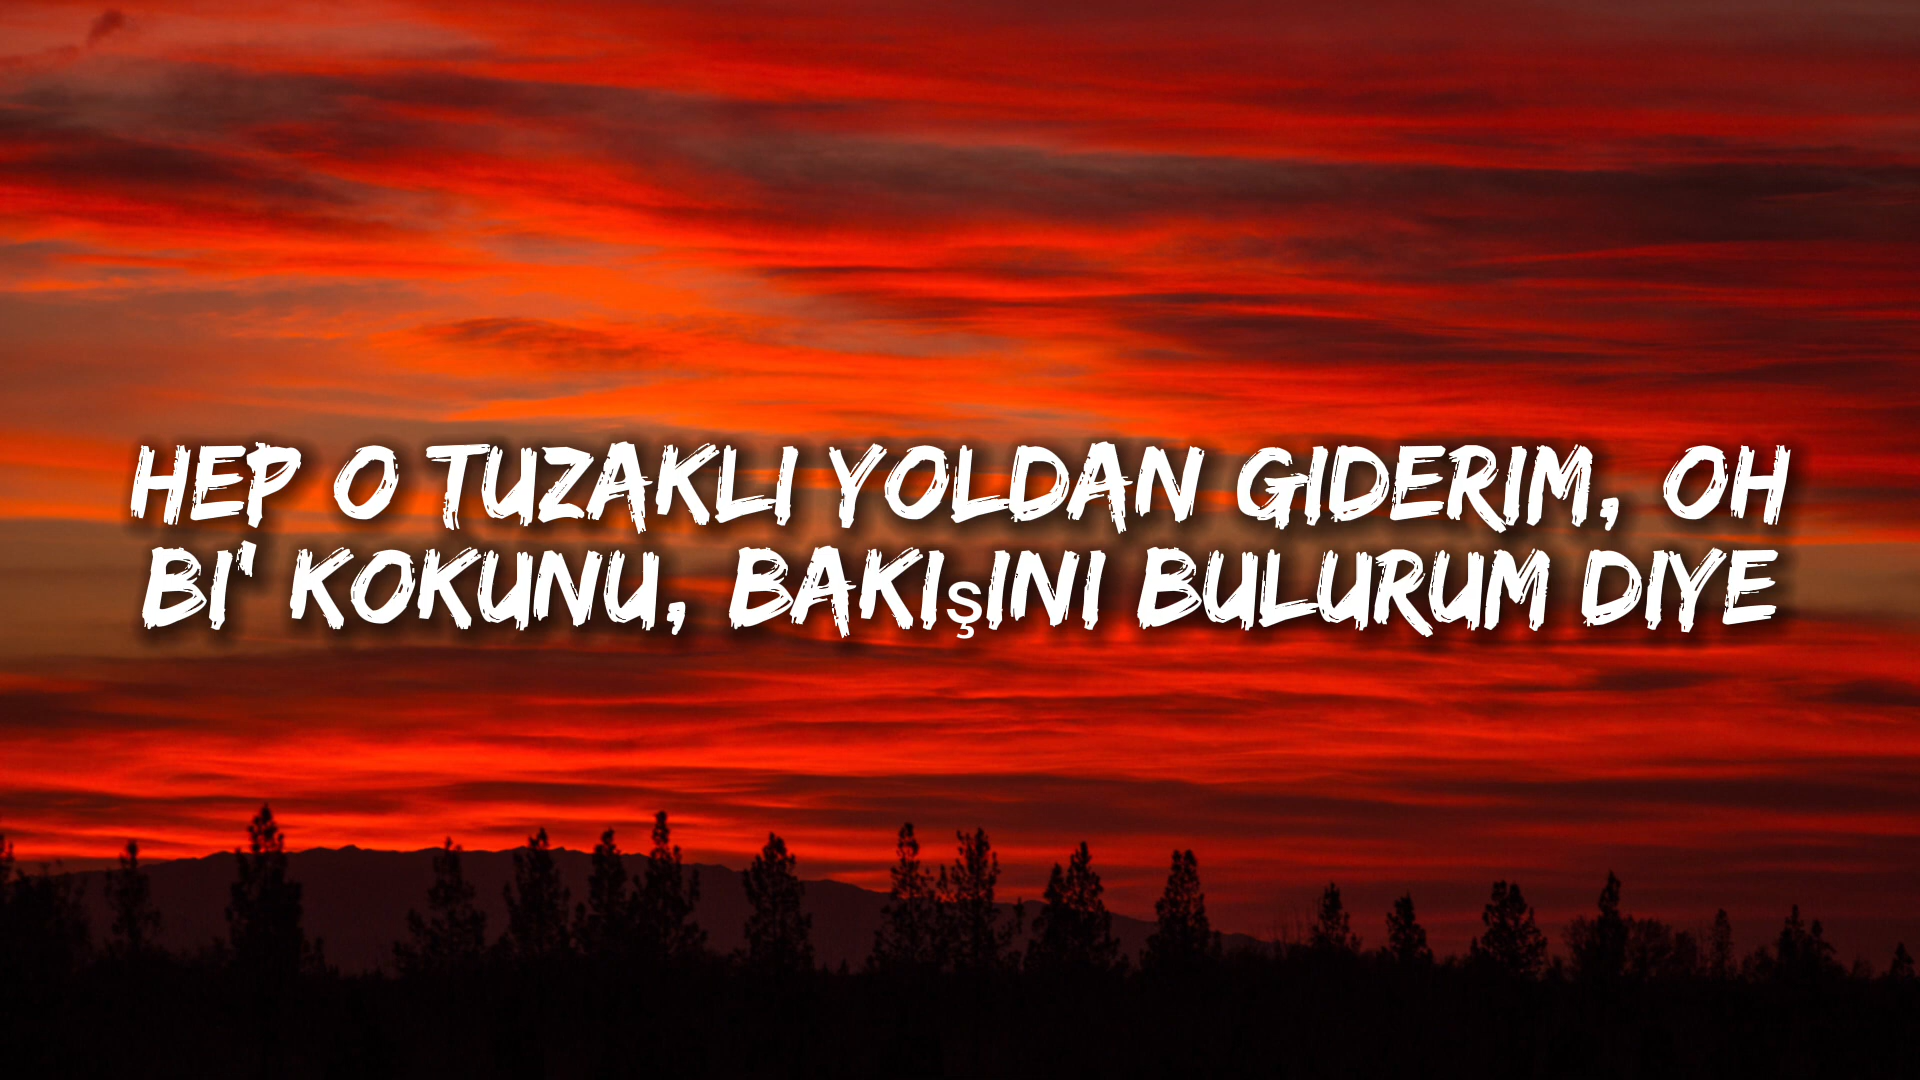 HEP O TUZAKLI YOLDAN GIDERIM, OH
BI' KOKUNU, BAKIşINI BULURUM DIYE